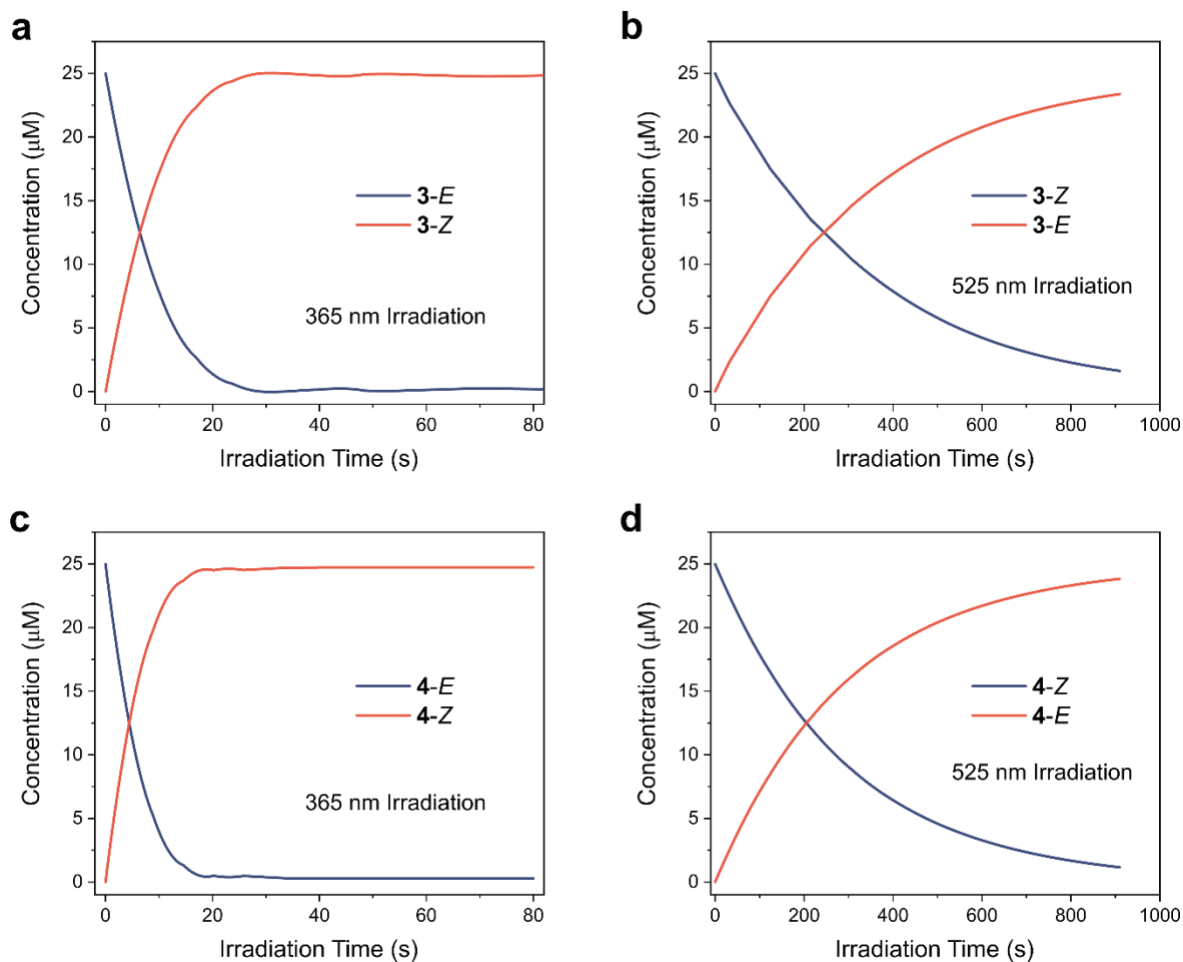 a
25
20
15
10
5
0
Concentration (μM)
3-E
3-Z
365 nm Irradiation
0 20 40 60 80
Irradiation Time (s)
b
25
20
15
10
5
0
Concentration (μM)
3-Z
3-E
525 nm Irradiation
0 200 400 600 800 1000
Irradiation Time (s)
c
25
20
15
10
5
0
Concentration (μM)
4-E
4-Z
365 nm Irradiation
0 20 40 60 80
Irradiation Time (s)
d
25
20
15
10
5
0
Concentration (μM)
4-Z
4-E
525 nm Irradiation
0 200 400 600 800 1000
Irradiation Time (s)